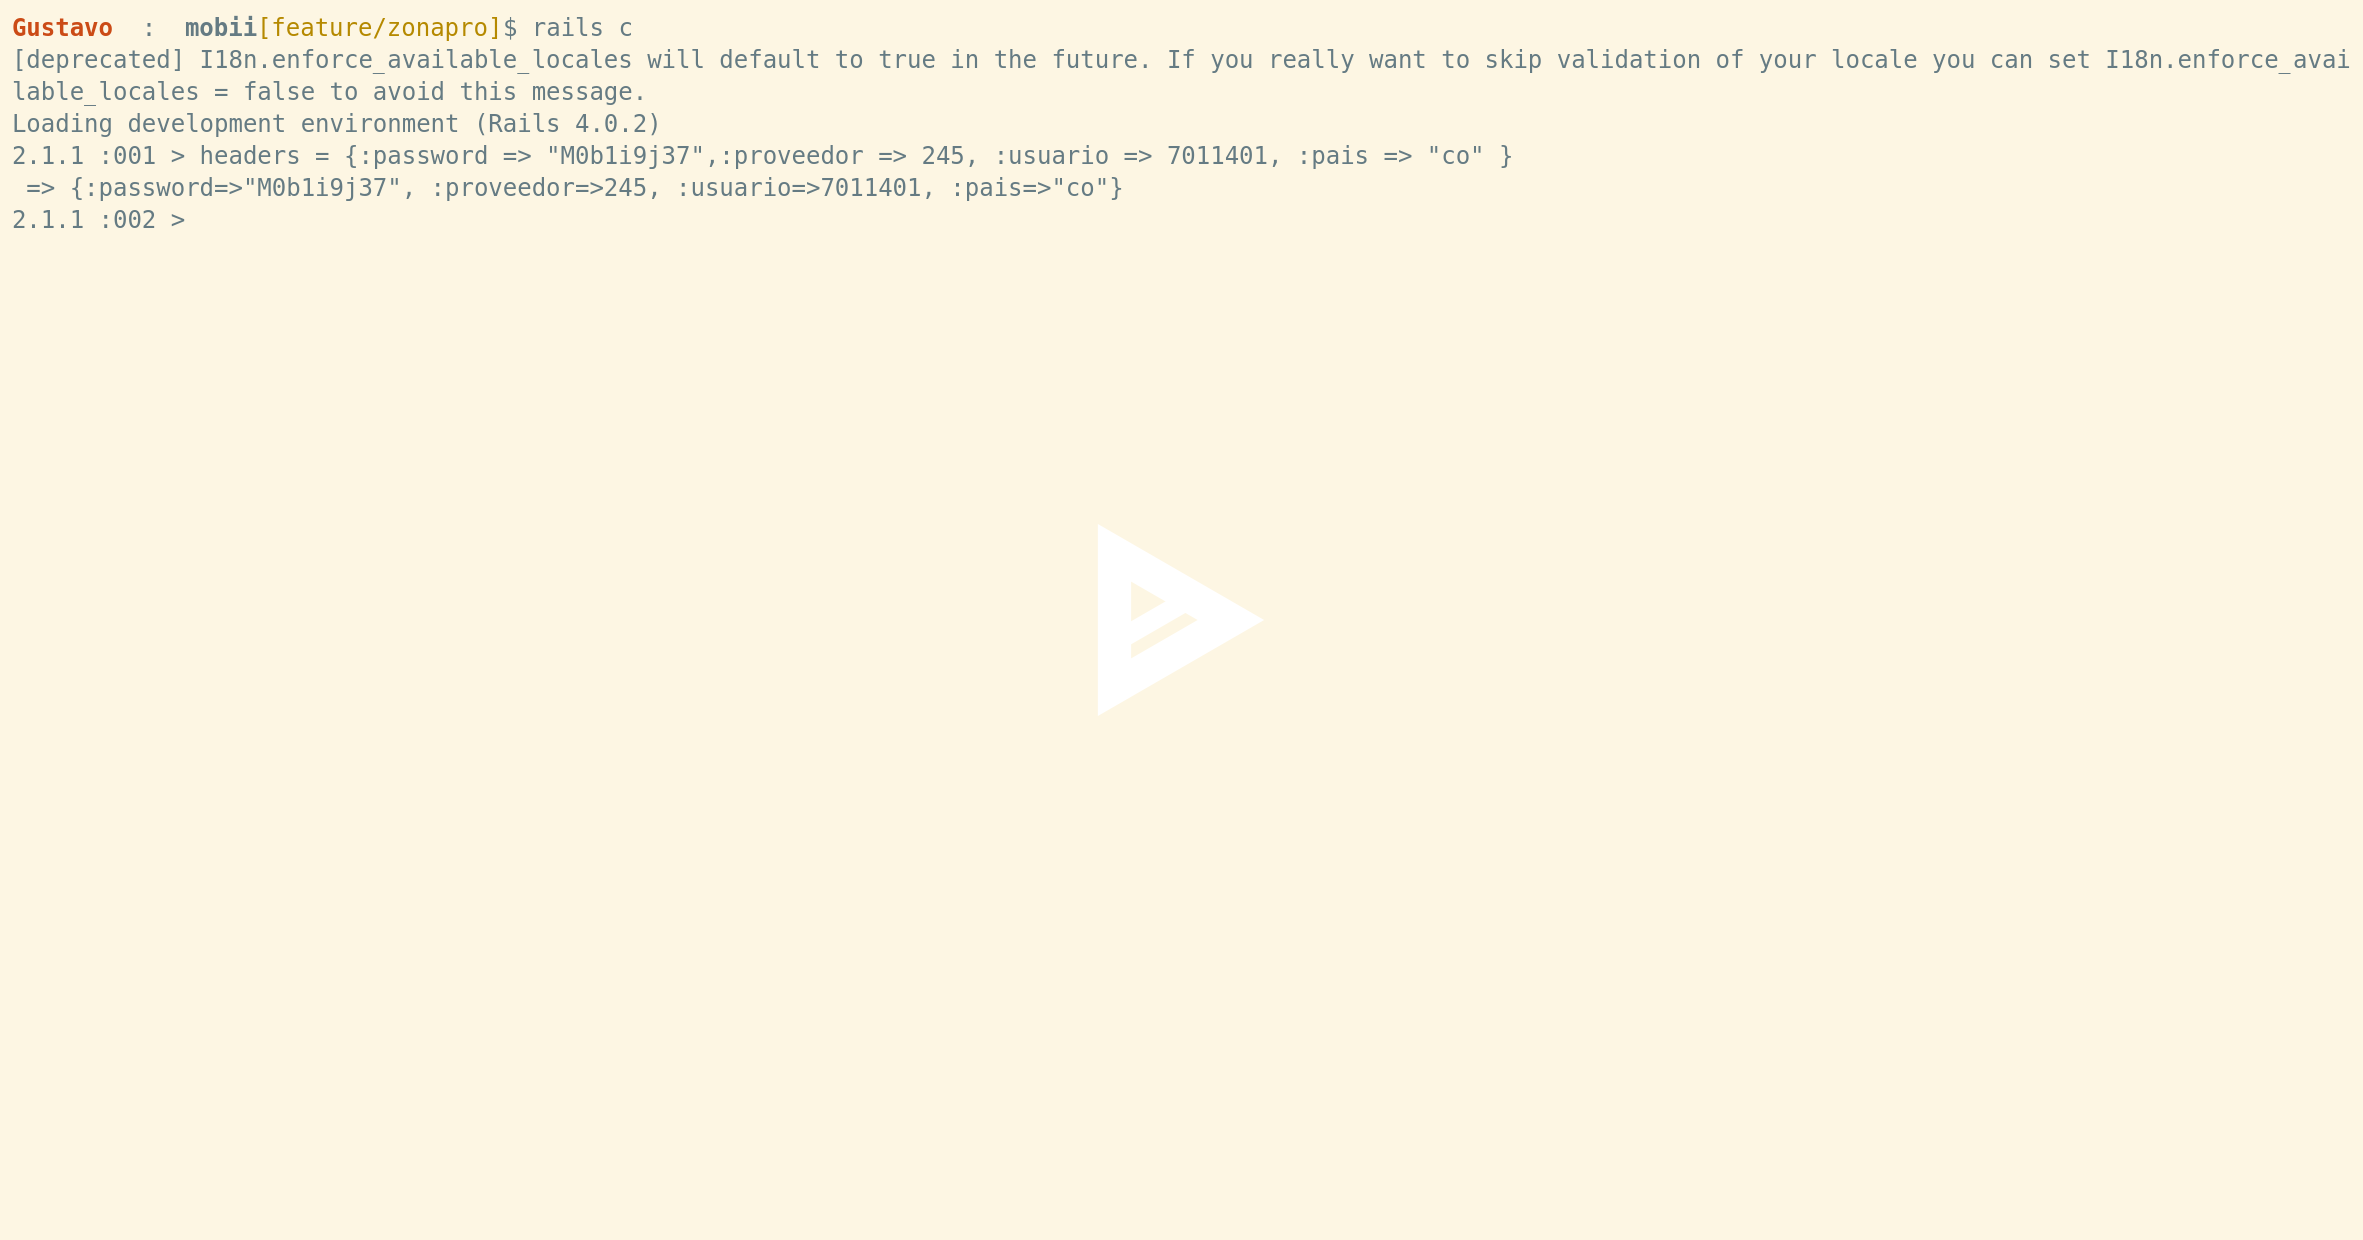 Gustavo  :  mobii[feature/zonapro]$ rails c
[deprecated] I18n.enforce_available_locales will default to true in the future. If you really want to skip validation of your locale you can set I18n.enforce_avai
lable_locales = false to avoid this message.
Loading development environment (Rails 4.0.2)
2.1.1 :001 > headers = {:password => "M0b1i9j37",:proveedor => 245, :usuario => 7011401, :pais => "co" }
 => {:password=>"M0b1i9j37", :proveedor=>245, :usuario=>7011401, :pais=>"co"}
2.1.1 :002 >